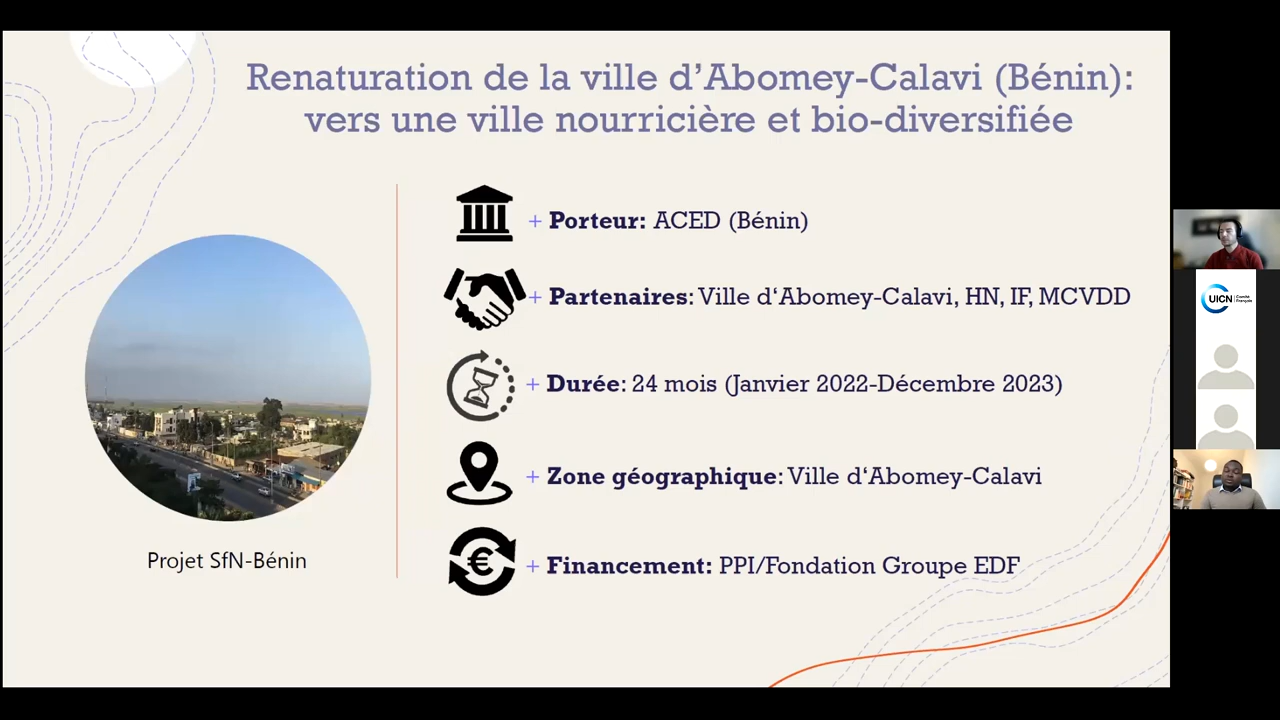 Renaturation de la ville d’Abomey-Calavi (Bénin):
vers une ville nourricière et bio-diversifiée
+ Porteur: ACED (Bénin)
+ Partenaires: Ville d‘Abomey-Calavi, HN, IF, MCVDD
+ Durée: 24 mois (Janvier 2022-Décembre 2023)
+ Zone géographique: Ville d‘Abomey-Calavi
+ Financement: PPI/Fondation Groupe EDF
Projet SfN-Bénin
UICN Comité
Français